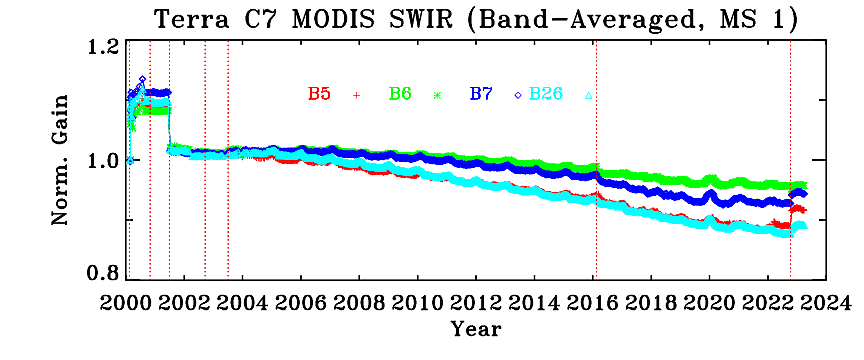 Terra C7 MODIS SWIR (Band-Averaged, MS 1)
1.2
B5 + B6 * B7 ◇ B26 △
Norm. Gain
1.0
0.8
2000 2002 2004 2006 2008 2010 2012 2014 2016 2018 2020 2022 2024
Year